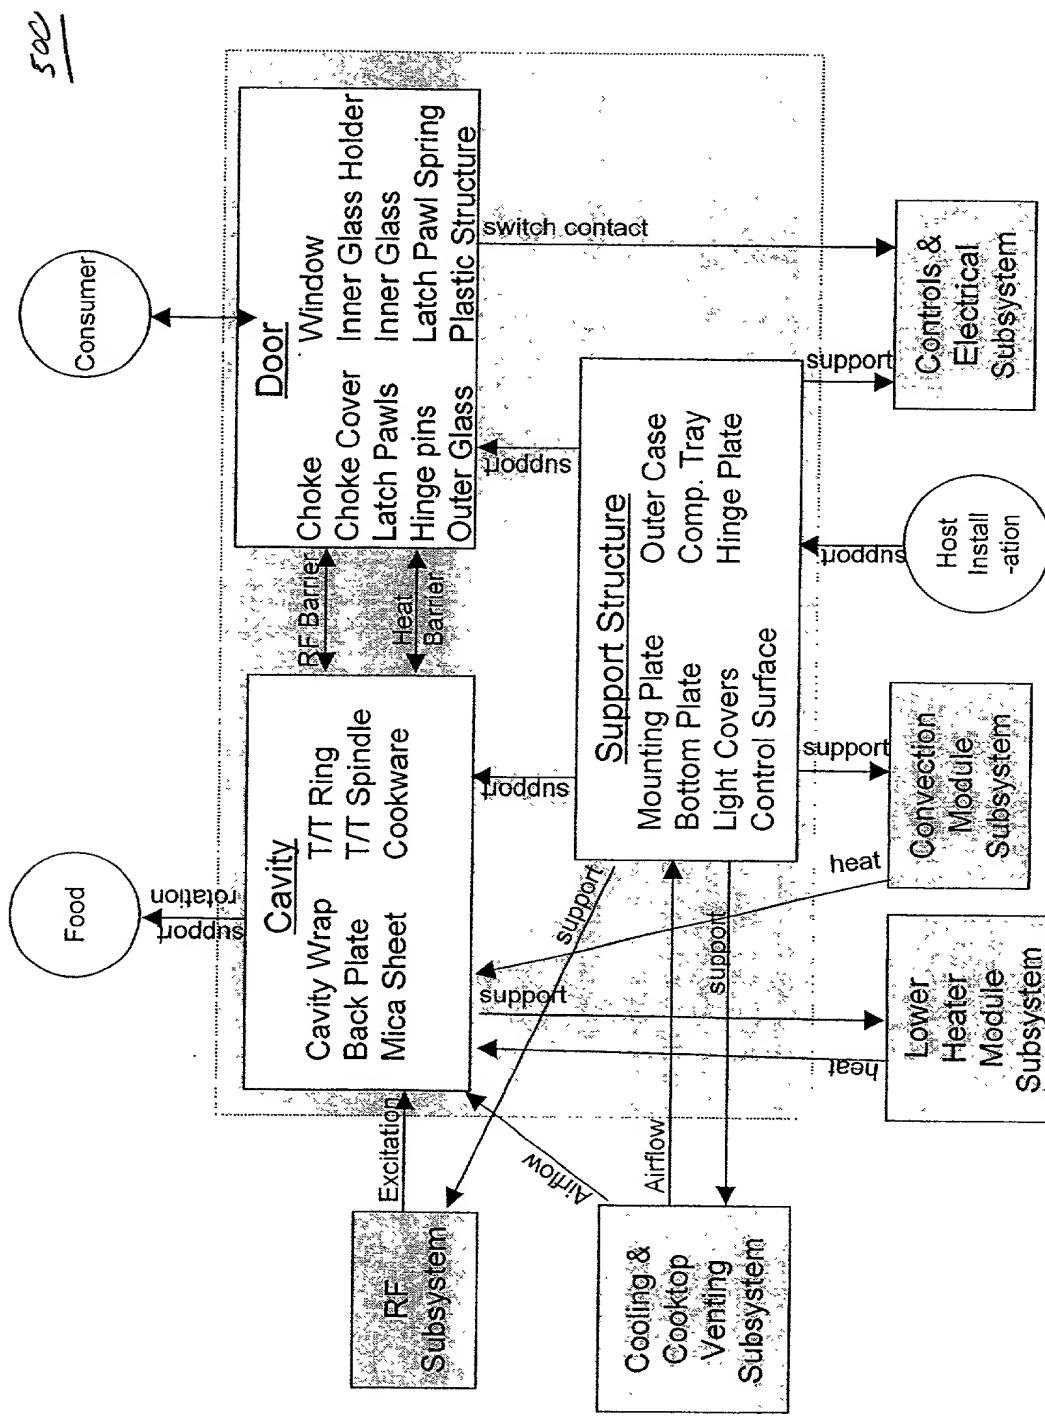 500
Consumer
Food
Door
Choke Window
Choke Cover Inner Glass Holder
Latch Pawls Inner Glass
Hinge pins Latch Pawl Spring
Outer Glass Plastic Structure
RF Barrier
Heat
Barrier
support
rotation
Cavity
Cavity Wrap T/T Ring
Back Plate T/T Spindle
Mica Sheet Cookware
switch contact
support
support
Support Structure
Mounting Plate Outer Case
Bottom Plate Comp. Tray
Light Covers Hinge Plate
Control Surface
Excitation
RF
Subsystem
support
Airflow
Airflow
support
support
heat
heat
support
support
support
Cooling &
Cooktop
Venting
Subsystem
Lower
Heater
Module
Subsystem
Convection
Module
Subsystem
Host
Install
-ation
Controls &
Electrical
Subsystem